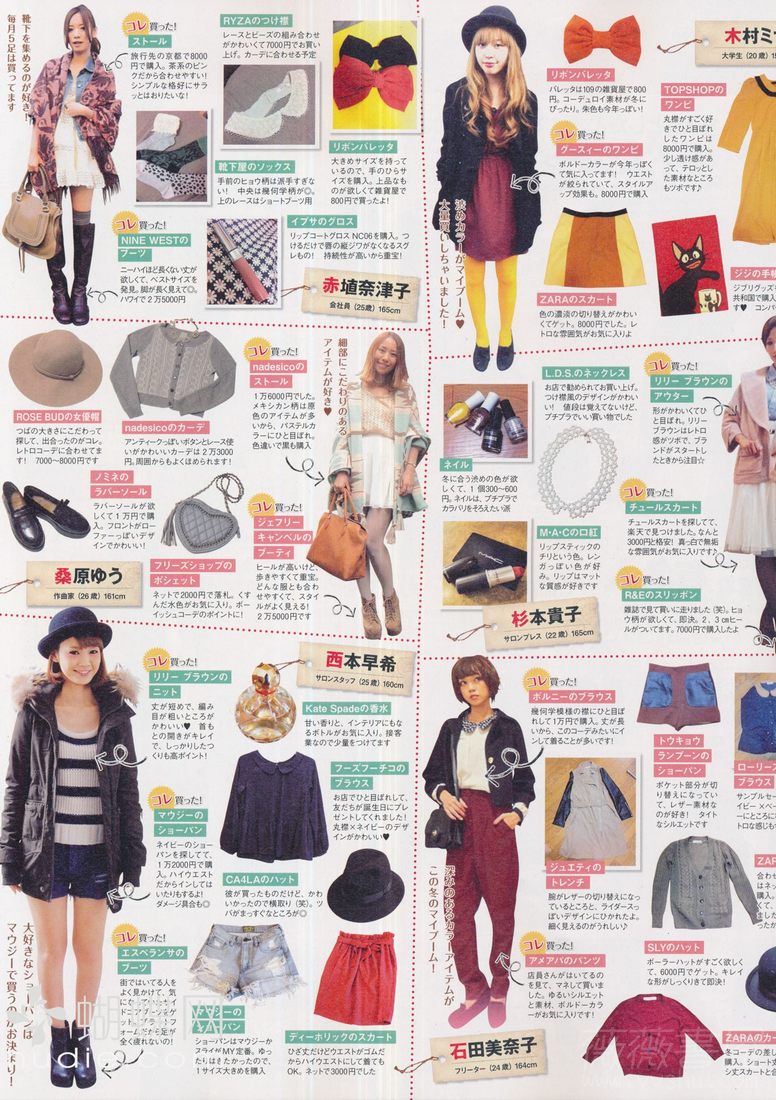 靴下を集めるのが好き！
毎月5足は買ってます
コレ買った！
ストール
旅行先の京都で8000
円で購入。茶系のピン
クだから合わせやすい！
シンプルな格好にサラ
っとはおりたいな！
RYZAのつけ襟
レースとビーズの組み合わせ
がかわいくて7000円でお買い
上げ。カーデに合わせる予定
靴下屋のソックス
手前のヒョウ柄は派手すぎな
い！ 中央は幾何学柄が◎。
上のレースはショートブーツ用
リボンバレッタ
大きめサイズを持って
いるので、手のひらサ
イズを購入。上品なも
のが欲しくて雑貨屋で
800円で買ったよ！
コレ買った！
NINE WESTの
ブーツ
ニーハイほど長くない丈が
欲しくて、ベストサイズを
発見。脚が長く見えて◎。
ハワイで2万5000円
イプサのグロス
リップコートグロス NC06を購入。つ
けるだけで唇の縦ジワがなくなるスグ
レもの！ 持続性が高いから重宝！
赤埴奈津子
会社員（25歳）165cm
リボンバレッタ
バレッタは109の雑貨屋で800
円。コーデュロイ素材が冬に
ぴったり。朱色も今年っぽい！
コレ買った！
グースィーのワンピ
ボルドーカラーが今年っぽく
て気に入ってます！ ウエスト
が絞られていて、スタイルア
ップ効果も。8000円で購入
渋めカラーがマイブーム♥
大量買いしちゃいました！
ZARAのスカート
色の濃淡の切り替えがかわい
くてゲット。8000円でした。レ
トロな雰囲気がお気に入りよ
木村ミ
大学生（20歳）
TOPSHOPの
ワンピ
丸襟がすごく好
きでひと目ぼれし
たワンピは8000
円で購入。少し
透け感があって、
テロッとした素材
なところもツボです♪
ジジの手帳
コレ買った！
nadesicoの
ストール
1万6000円でした。
メキシカン柄は原
色のアイテムが多
いから、パステルカ
ラーにひと目ぼれ。
色違いで黒も購入
細部にこだわりのある
アイテムが好き♥
ROSE BUDの女優帽
つばの大きさにこだわって
探して、出合ったのがコレ。
レトロコーデに合わせてま
す！ 7000〜8000円です
nadesicoのカーデ
アンティークっぽいボタンとレース使
いがかわいいカーデは2万3000
円。周囲からもよくほめられます！
ノミネの
ラバーソール
ラバーソールが欲
しくて1万円で購
入。フロントがロー
ファーっぽいデザイ
ンでかわいい！
フリーズショップの
ポシェット
ネットで2000円で落札。くす
んだ水色がお気に入り。ボー
イッシュコーデのポイントに！
コレ買った！
ジェフリー
キャンベルの
ブーティ
ヒールが高いけど、
歩きやすくて重宝。
どんな服とも合わ
せやすくて、スタイ
ルがよく見える！ 2
万5000円です
桑原ゆう
作曲家（26歳）161cm
L.D.S.のネックレス
お店で勧められてお買い上げ。
つけ襟風のデザインがかわい
い！ 値段は覚えてないけど、
プチプラでいい買い物でした
ネイル
冬に合う渋めの色が欲
しくて、1個300〜600
円。ネイルは、プチプラで
カラバリをそろえたい派
M・A・Cの口紅
リップスティックの
チリという色。レン
ガっぽい色が好
み。リップはマット
な質感が好きです
コレ買った！
リリー ブラウンの
アウター
形がかわいくてひ
と目ぼれ。リリー
ブラウンはレトロ
感がツボで、ブラ
ンドがスタートし
たときから注目☆
コレ買った！
チュールスカート
チュールスカートを探してて、
楽天で見つけました。なんと
3000円と格安！ 真っ白で無垢
な雰囲気がお気に入りです♪
R&Eのスリッポン
雑誌で見て買いに走りました（笑）。ヒョ
ウ柄が欲しくて、即決。2、3㎝ヒー
ルがついてます。7000円で購入したよ
杉本貴子
サロンプレス（22歳）165cm
コレ買った！
リリー ブラウンの
ニット
丈が短めで、編み
目が粗いところが
かわいい♥ 首もと
の開きがキレイ
で、しっかりしたつ
くりも高ポイント！
西本早希
サロンスタッフ（25歳）160cm
Kate Spadeの香水
甘い香りと、インテリアにもな
るボトルがお気に入り。接客
業なので少量をつけてます
フーズフーチコの
ブラウス
お店でひと目ぼれして、
友だちが誕生日にプレ
ゼントしてくれました！
丸襟×ネイビーのデザ
インがかわいい♥
コレ買った！
マウジーの
ショーパン
ネイビーのショー
パンを探してて、
1万2000円で購
入。ハイウエスト
だからインしては
いたりもするよ！
ダメージ具合も◎
CA4LAのハット
彼が買ったものだけど、かわ
いかったので横取り（笑）。ツ
バがまっすぐなところが◎
コレ買った！
エスペランサの
ブーツ
街ではいてる人を
よく見かけて、気に
全く疲れないの！
大好きなショーパンは
マウジーで買うのがお決まり！
マウジーの
ショーパン
ショーパンはマウジーか
フライがMY定番。ゆっ
たりはきたかったので、
1サイズ大きめを購入
ディーホリックのスカート
ひざ丈だけどウエストがゴムだ
からハイウエストにして着ても
OK。ネットで3000円でした
コレ買った！
ボルニーのブラウス
幾何学模様の襟にひと目ぼ
れして1万円で購入。丈が長
いから、このコーデみたいにイ
ンして着ることが多いです！
トウキョウ
ランプーンの
ショーパン
ポケット部分が切
り替えになってい
て、レザー素材な
のが好き！ タイト
なシルエットです
ジュエティの
トレンチ
腕がレザーの切り替えになっ
ているところと、ライダースっ
ぽいデザインにひかれたよ。
細く見えるのがうれしい♪
深みのあるカラーアイテムが
この冬のマイブーム！
コレ買った！
アメアパのパンツ
店員さんがはいてるの
を見て、マネして買いま
した。ゆるいシルエット
と素材、ボルドーカラー
がお気に入りです！
SLYのハット
ボーラーハットがすごく欲しく
て、6000円でゲット。キレイ
な形がしっくりきて即決！
石田美奈子
フリーター（24歳）164cm
ZARAのカー